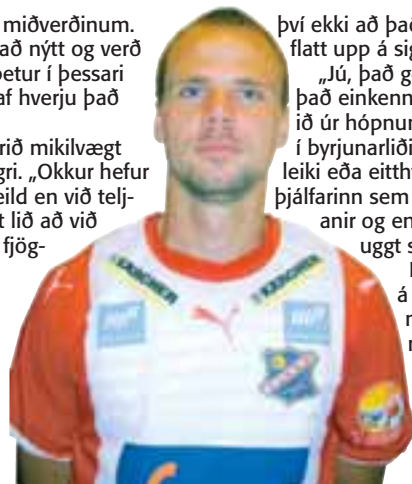 miðverðinum.
að nýtt og verð
betur í þessari
af hverju það
rið mikilvægt
gri. „Okkur hefur
eild en við telj-
t lið að við
fjög-
því ekki að það
flatt upp á sig
„Jú, það g
það einkenn
ið úr hópnum
í byrjunarliði
leiki eða eitth
þjálfarinn sem
anir og en
uggt s
á
KÄRCHER
KÄRCHER